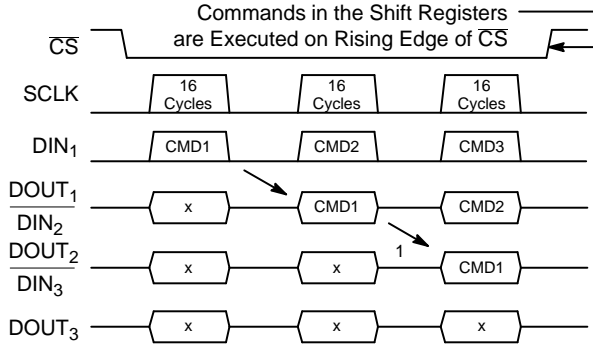 Commands in the Shift Registers
are Executed on Rising Edge of CS
CS
SCLK
16
Cycles
16
Cycles
16
Cycles
DIN1
CMD1
CMD2
CMD3
DOUT1
DIN2
x
CMD1
CMD2
DOUT2
DIN3
x
x
1
CMD1
DOUT3
x
x
x